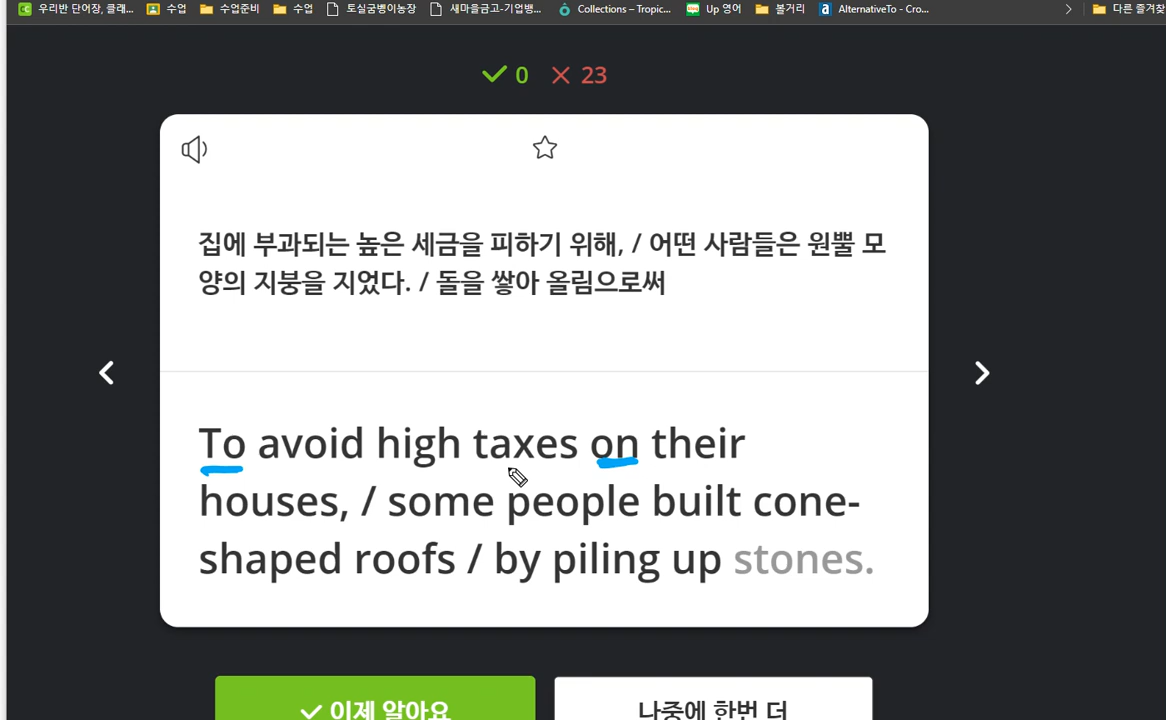 우리반 단어장, 클래... 수업 수업준비 수업 토실굼벵이농장 새마을금고-기업뱅... Collections – Tropic... Up 영어 볼거리 AlternativeTo - Cro... 다른 즐겨찾
0 23
집에 부과되는 높은 세금을 피하기 위해, / 어떤 사람들은 원뿔 모
양의 지붕을 지었다. / 돌을 쌓아 올림으로써
To avoid high taxes on their
houses, / some people built cone-
shaped roofs / by piling up stones.
이제 알아요 나중에 한번 더